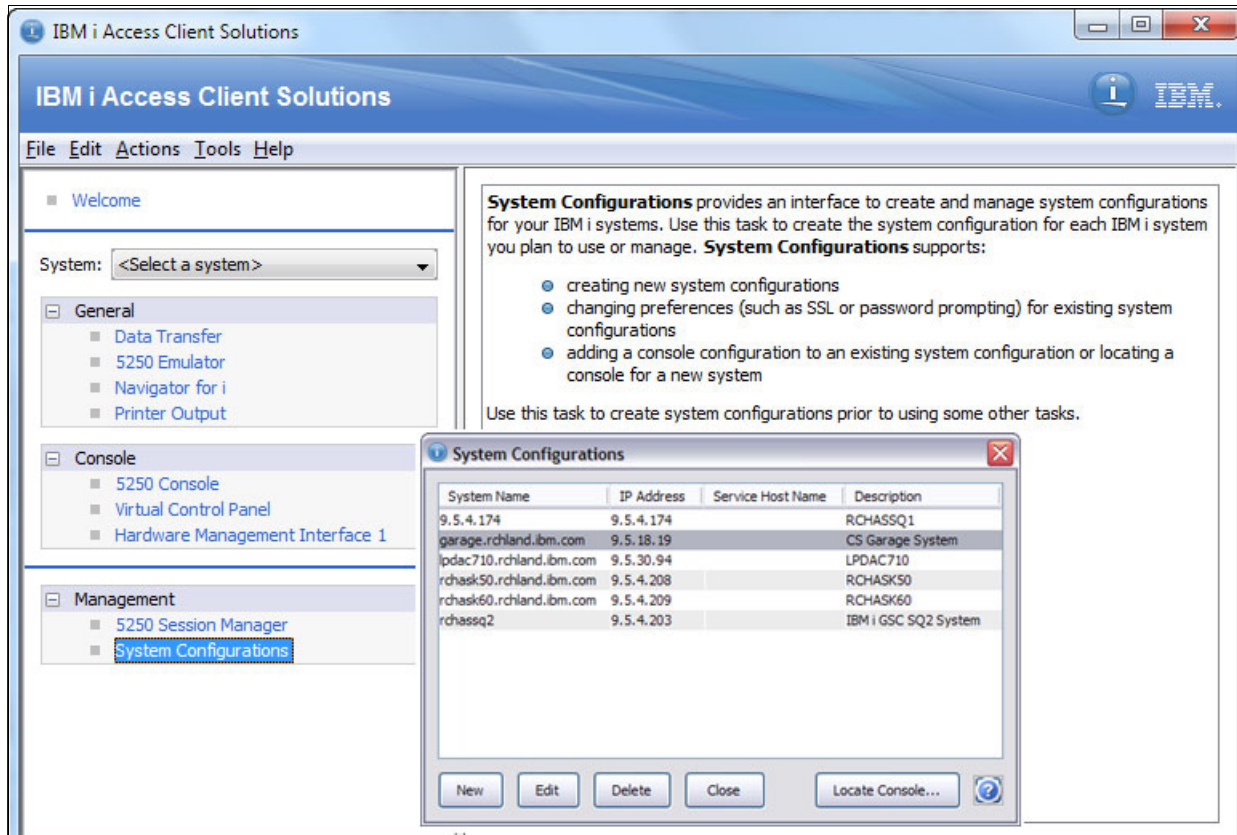 IBM i Access Client Solutions
IBM i Access Client Solutions
IBM.
File Edit Actions Tools Help
Welcome
System: <Select a system>
General
Data Transfer
5250 Emulator
Navigator for i
Printer Output
Console
5250 Console
Virtual Control Panel
Hardware Management Interface 1
Management
5250 Session Manager
System Configurations
System Configurations provides an interface to create and manage system configurations
for your IBM i systems. Use this task to create the system configuration for each IBM i system
you plan to use or manage. System Configurations supports:
creating new system configurations
changing preferences (such as SSL or password prompting) for existing system
configurations
adding a console configuration to an existing system configuration or locating a
console for a new system
Use this task to create system configurations prior to using some other tasks.
System Configurations
System Name IP Address Service Host Name Description
9.5.4.174 9.5.4.174 RCHASSQ1
garage.rchland.ibm.com 9.5.18.19 CS Garage System
lpdac710.rchland.ibm.com 9.5.30.94 LPDAC710
rchask50.rchland.ibm.com 9.5.4.208 RCHASK50
rchask60.rchland.ibm.com 9.5.4.209 RCHASK60
rchassq2 9.5.4.203 IBM i GSC SQ2 System
New Edit Delete Close Locate Console... ?